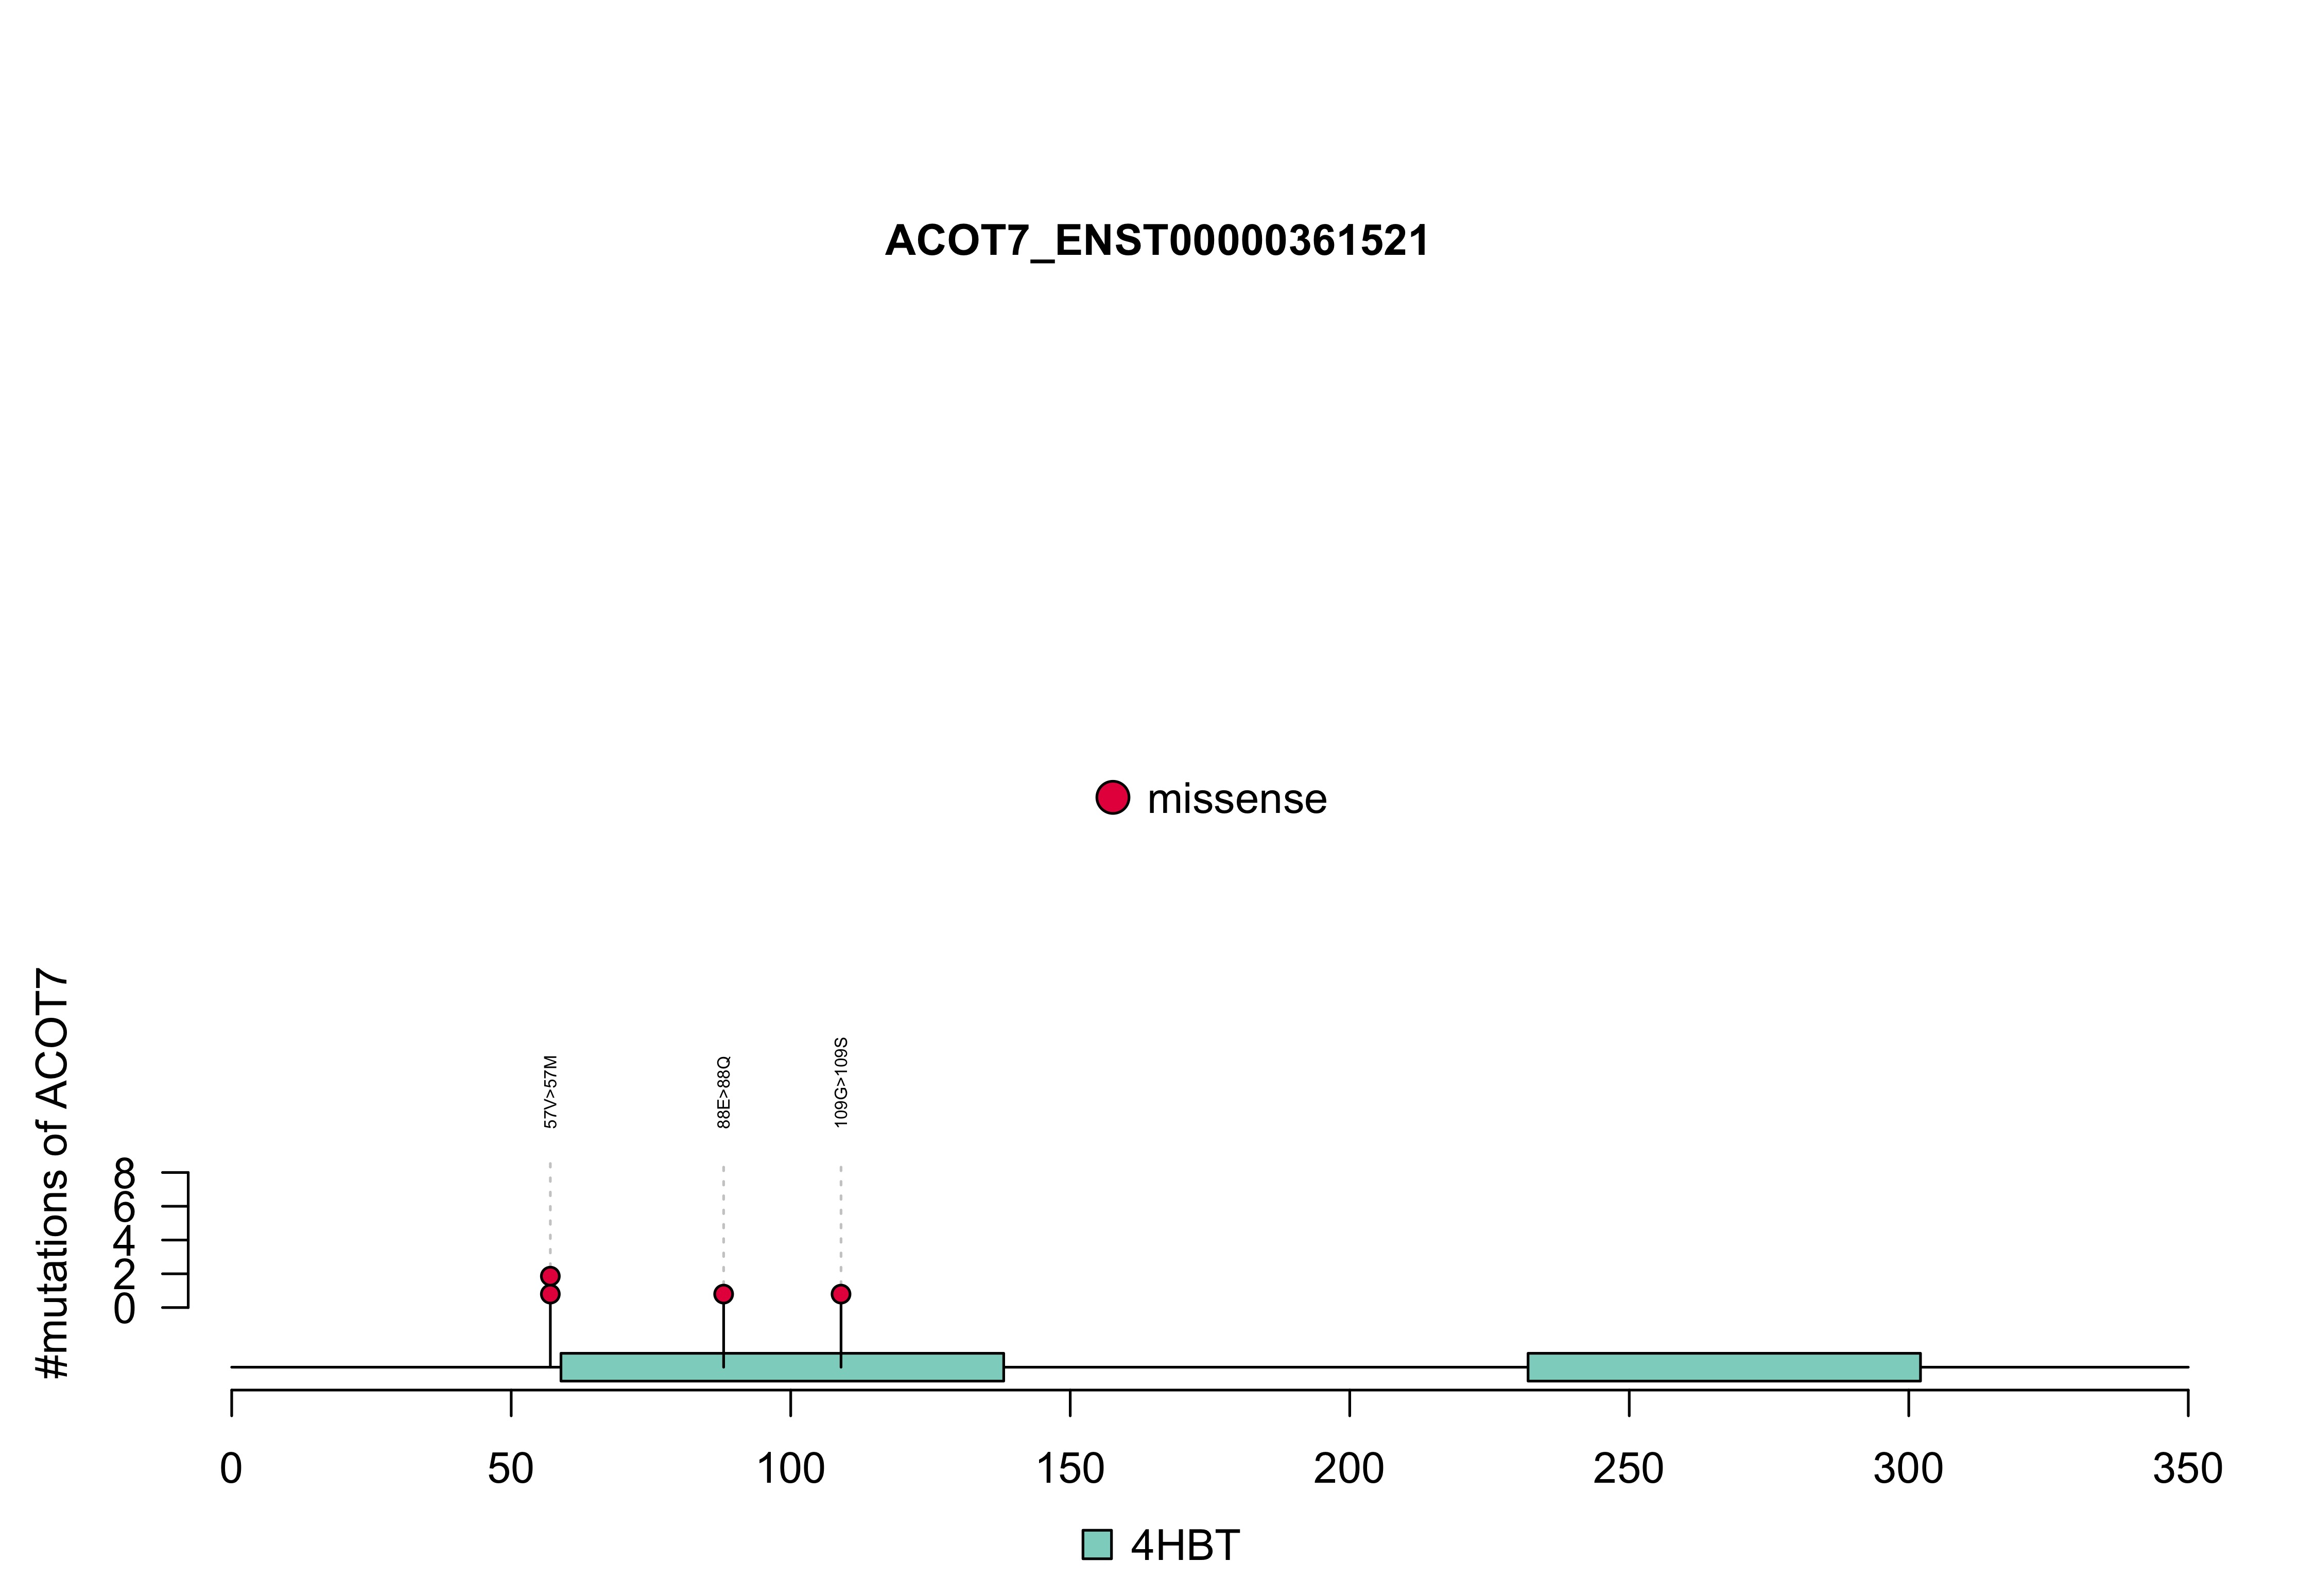 ACOT7_ENST00000361521
missense
#mutations of ACOT7
57V>57M
88E>88Q
109G>109S
8
6
4
2
0
0 50 100 150 200 250 300 350
4HBT